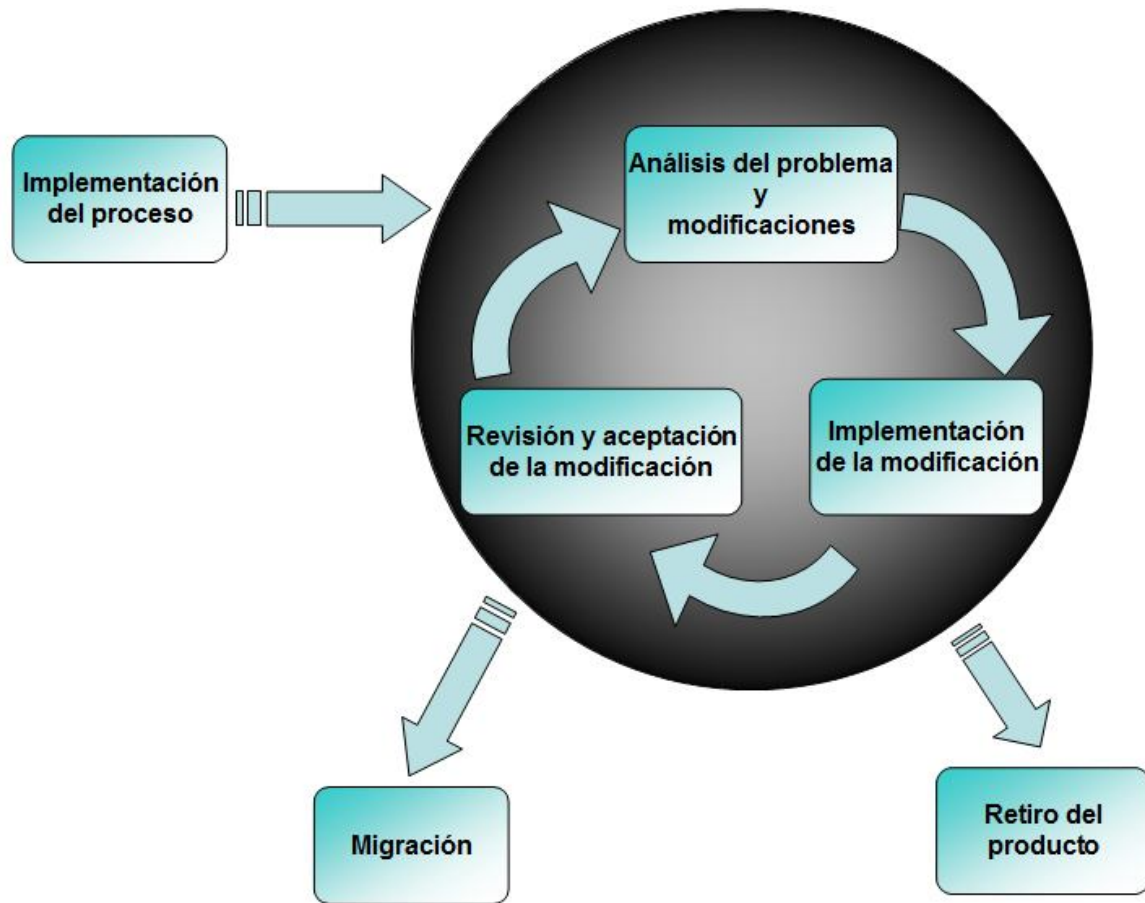 Implementación
del proceso
Análisis del problema
y
modificaciones
Revisión y aceptación
de la modificación
Implementación
de la modificación
Migración
Retiro del
producto